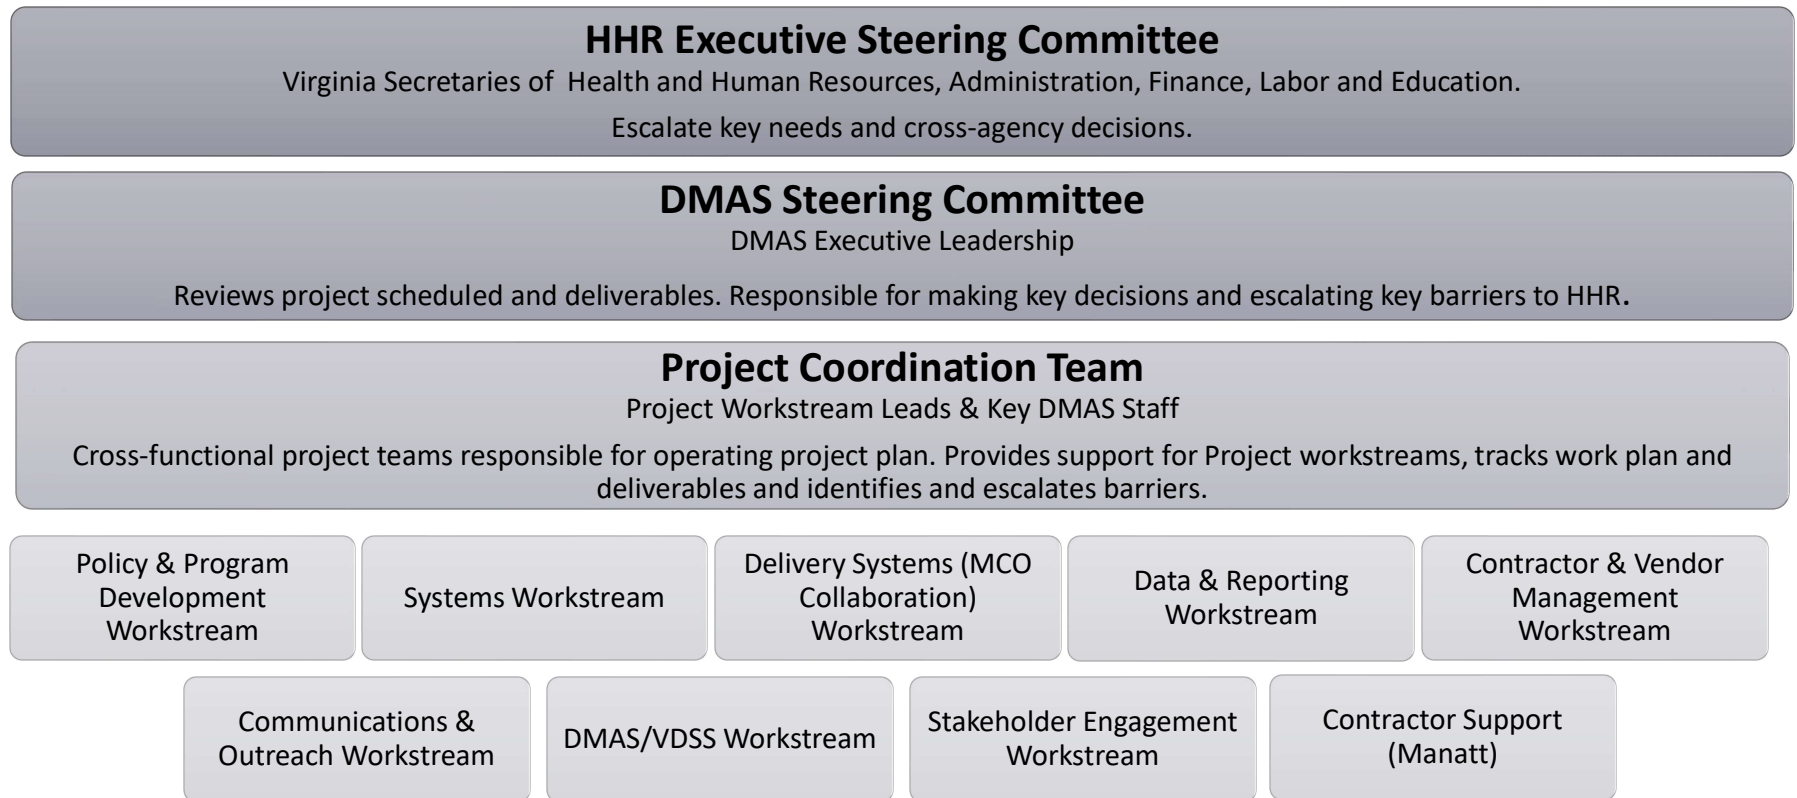 HHR Executive Steering Committee
Virginia Secretaries of  Health and Human Resources, Administration, Finance, Labor and Education.
Escalate key needs and cross-agency decisions.
DMAS Steering Committee
DMAS Executive Leadership
Reviews project scheduled and deliverables. Responsible for making key decisions and escalating key barriers to HHR.
Project Coordination Team
Project Workstream Leads & Key DMAS Staff
Cross-functional project teams responsible for operating project plan. Provides support for Project workstreams, tracks work plan and
deliverables and identifies and escalates barriers.
Policy & Program
Development
Workstream
Systems Workstream
Delivery Systems (MCO
Collaboration)
Workstream
Data & Reporting
Workstream
Contractor & Vendor
Management
Workstream
Communications &
Outreach Workstream
DMAS/VDSS Workstream
Stakeholder Engagement
Workstream
Contractor Support
(Manatt)